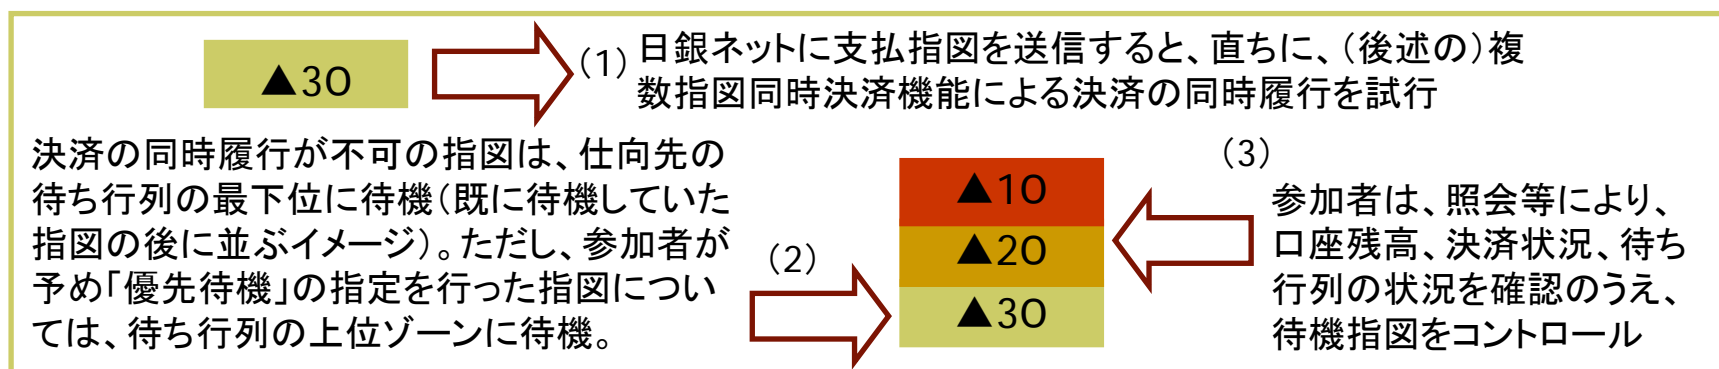 ▲30
(1)
日銀ネットに支払指図を送信すると、直ちに、(後述の)複
数指図同時決済機能による決済の同時履行を試行
決済の同時履行が不可の指図は、仕向先の
待ち行列の最下位に待機(既に待機していた
指図の後に並ぶイメージ)。ただし、参加者が
予め「優先待機」の指定を行った指図につい
ては、待ち行列の上位ゾーンに待機。
(2)
▲10
▲20
▲30
(3)
参加者は、照会等により、
口座残高、決済状況、待ち
行列の状況を確認のうえ、
待機指図をコントロール